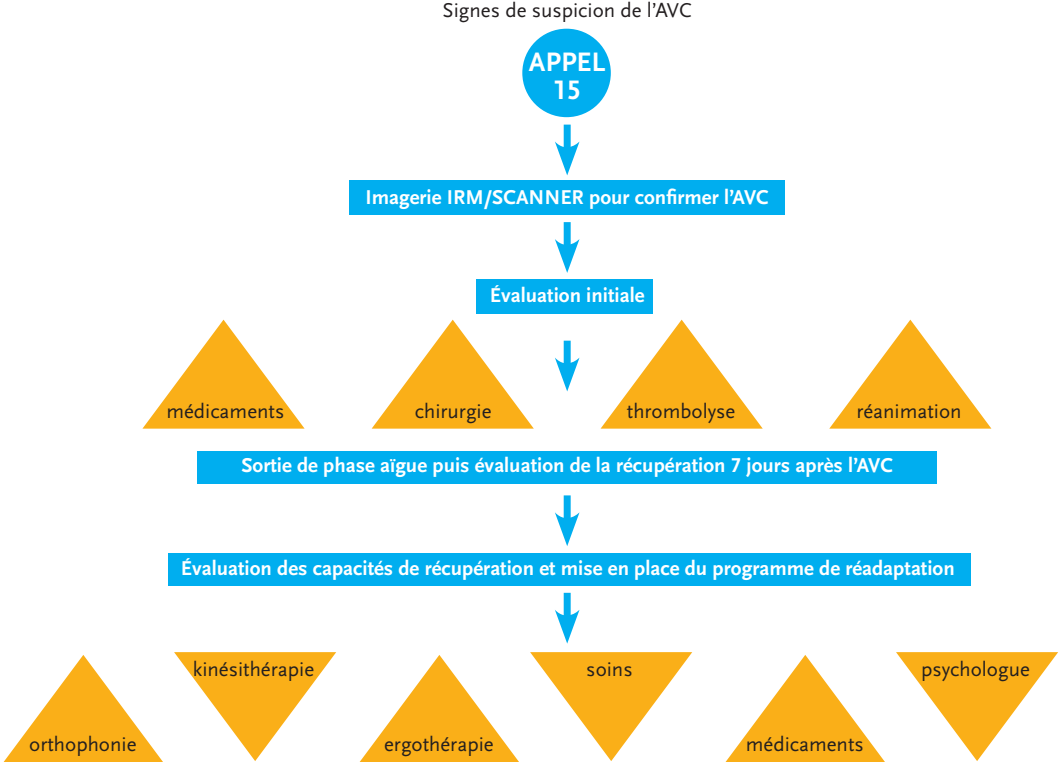 Signes de suspicion de l’AVC
APPEL
15
Imagerie IRM/SCANNER pour confirmer l’AVC
Évaluation initiale
médicaments
chirurgie
thrombolyse
réanimation
Sortie de phase aïgue puis évaluation de la récupération 7 jours après l’AVC
Évaluation des capacités de récupération et mise en place du programme de réadaptation
kinésithérapie
soins
psychologue
orthophonie
ergothérapie
médicaments